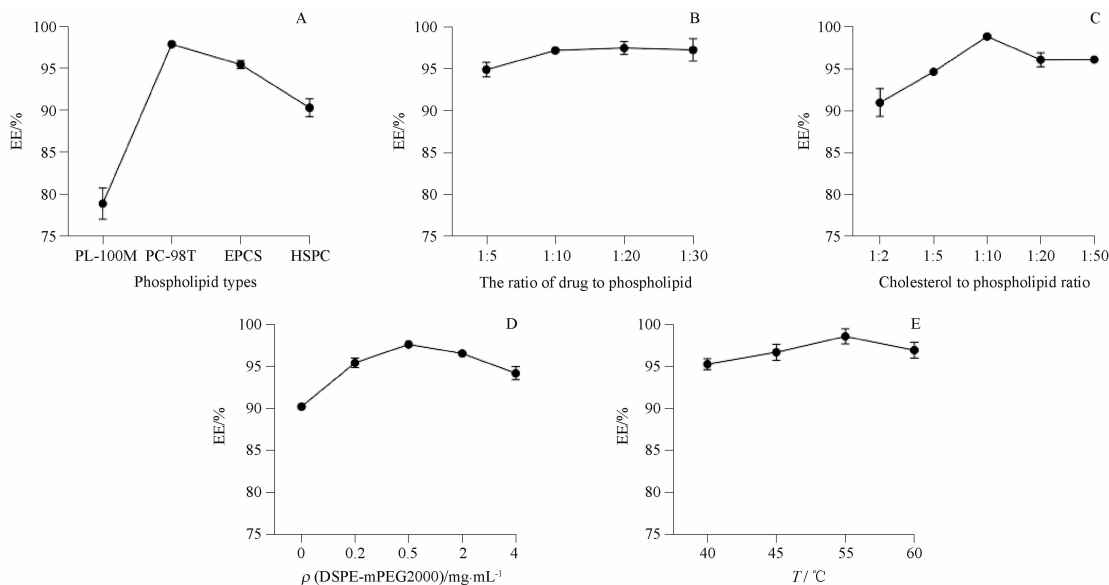 A
100
95
90
85
80
75
EE/%
PL-100M PC-98T EPCS HSPC
Phospholipid types
B
100
95
90
85
80
75
EE/%
1:5 1:10 1:20 1:30
The ratio of drug to phospholipid
C
100
95
90
85
80
75
EE/%
1:2 1:5 1:10 1:20 1:50
Cholesterol to phospholipid ratio
D
100
95
90
85
80
75
EE/%
0 0.2 0.5 2 4
ρ (DSPE-mPEG2000)/mg·mL⁻¹
E
100
95
90
85
80
75
EE/%
40 45 55 60
T / ℃